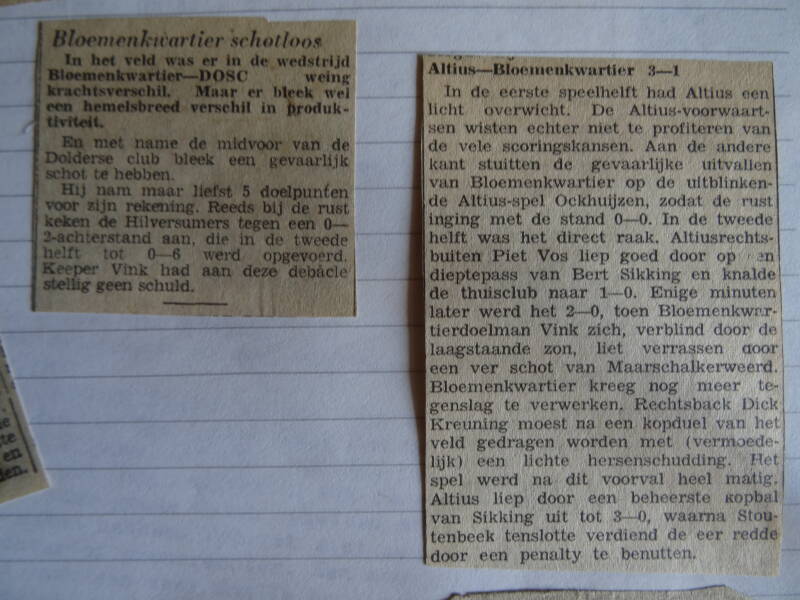 Bloemenkwartier schotloos
In het veld was er in de wedstrijd
Bloemenkwartier—DOSC weing
krachtsverschil. Maar er bleek wel
een hemelsbreed verschil in produk-
tiviteit.
En met name de midvoor van de
Dolderse club bleek een gevaarlijk
schot te hebben.
Hij nam maar liefst 5 doelpunten
voor zijn rekening. Reeds bij de rust
keken de Hilversumers tegen een 0—
2-achterstand aan, die in de tweede
helft tot 0—6 werd opgevoerd.
Keeper Vink had aan deze debâcle
stellig geen schuld.
Altius—Bloemenkwartier 3—1
In de eerste speelhelft had Altius een
licht overwicht. De Altius-voorwaart-
sen wisten echter niet te profiteren van
de vele scoringskansen. Aan de andere
kant stuitten de gevaarlijke uitvallen
van Bloemenkwartier op de uitblinken-
de Altius-spel Ockhuijzen, zodat de rust
inging met de stand 0—0. In de tweede
helft was het direct raak. Altiusrechts-
buiten Piet Vos liep goed door op een
dieptepass van Bert Sikking en knalde
de thuisclub naar 1—0. Enige minuten
later werd het 2—0, toen Bloemenkwar-
tierdoelman Vink zich, verblind door de
laagstaande zon, liet verrassen door
een ver schot van Maarschalkerweerd.
Bloemenkwartier kreeg nog meer te-
genslag te verwerken. Rechtsback Dick
Kreuning moest na een kopduel van het
veld gedragen worden met (vermoede-
lijk) een lichte hersenschudding. Het
spel werd na dit voorval heel matig.
Altius liep door een beheerste kopbal
van Sikking uit tot 3—0, waarna Stou-
tenbeek tenslotte verdiend de eer redde
door een penalty te benutten.
te
en
den.